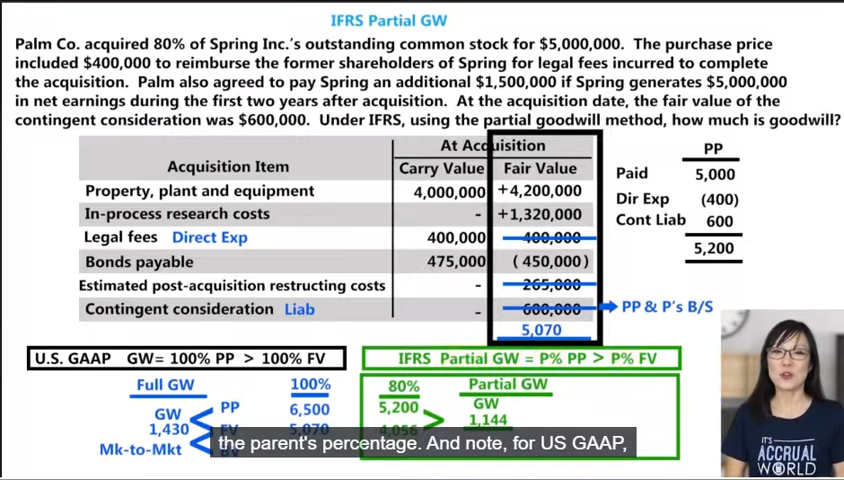 IFRS Partial GW
Palm Co. acquired 80% of Spring Inc.'s outstanding common stock for $5,000,000. The purchase price
included $400,000 to reimburse the former shareholders of Spring for legal fees incurred to complete
the acquisition. Palm also agreed to pay Spring an additional $1,500,000 if Spring generates $5,000,000
in net earnings during the first two years after acquisition. At the acquisition date, the fair value of the
contingent consideration was $600,000. Under IFRS, using the partial goodwill method, how much is goodwill?
At Acquisition
Acquisition Item Carry Value Fair Value
Property, plant and equipment 4,000,000 +4,200,000
In-process research costs - +1,320,000
Legal fees Direct Exp 400,000 400,000
Bonds payable 475,000 (450,000)
Estimated post-acquisition restructing costs - 265,000
Contingent consideration Liab - 600,000 PP & P's B/S
5,070
PP
Paid 5,000
Dir Exp (400)
Cont Liab 600
5,200
U.S. GAAP GW= 100% PP > 100% FV
Full GW 100%
GW
1,430
PP 6,500
FV 5,070
Mk-to-Mkt
IFRS Partial GW = P% PP > P% FV
80% Partial GW
5,200 GW
4,056 > 1,144
the parent's percentage. And note, for US GAAP,
IT'S
ACCRUAL
WORLD